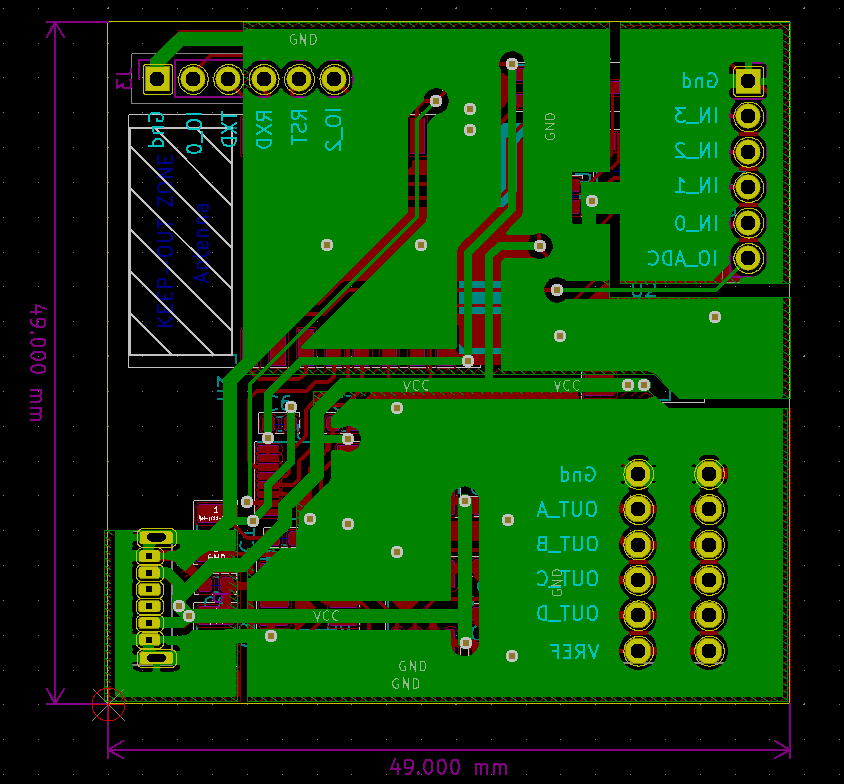 GND
J3
Gnd
IO_0
TXD
RXD
RST
IO_2
GND
Gnd
IN_3
IN_2
IN_1
IN_0
IO_ADC
KEEP-OUT ZONE
Antenna
U2
VCC
VCC
49.000 mm
1
Gnd
OUT_A
OUT_B
OUT_C
OUT_D
VREF
GND
VCC
GND
GND
49.000 mm